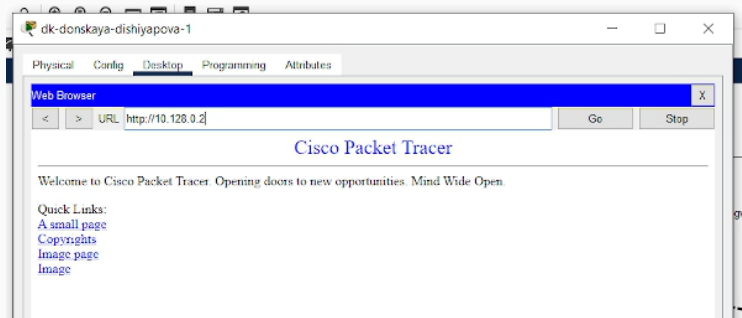 dk-donskaya-dishiyapova-1
Physical Config Desktop Programming Attributes
Web Browser X
< > URL http://10.128.0.2 Go Stop
Cisco Packet Tracer
Welcome to Cisco Packet Tracer. Opening doors to new opportunities. Mind Wide Open.
Quick Links:
A small page
Copyrights
Image page
Image